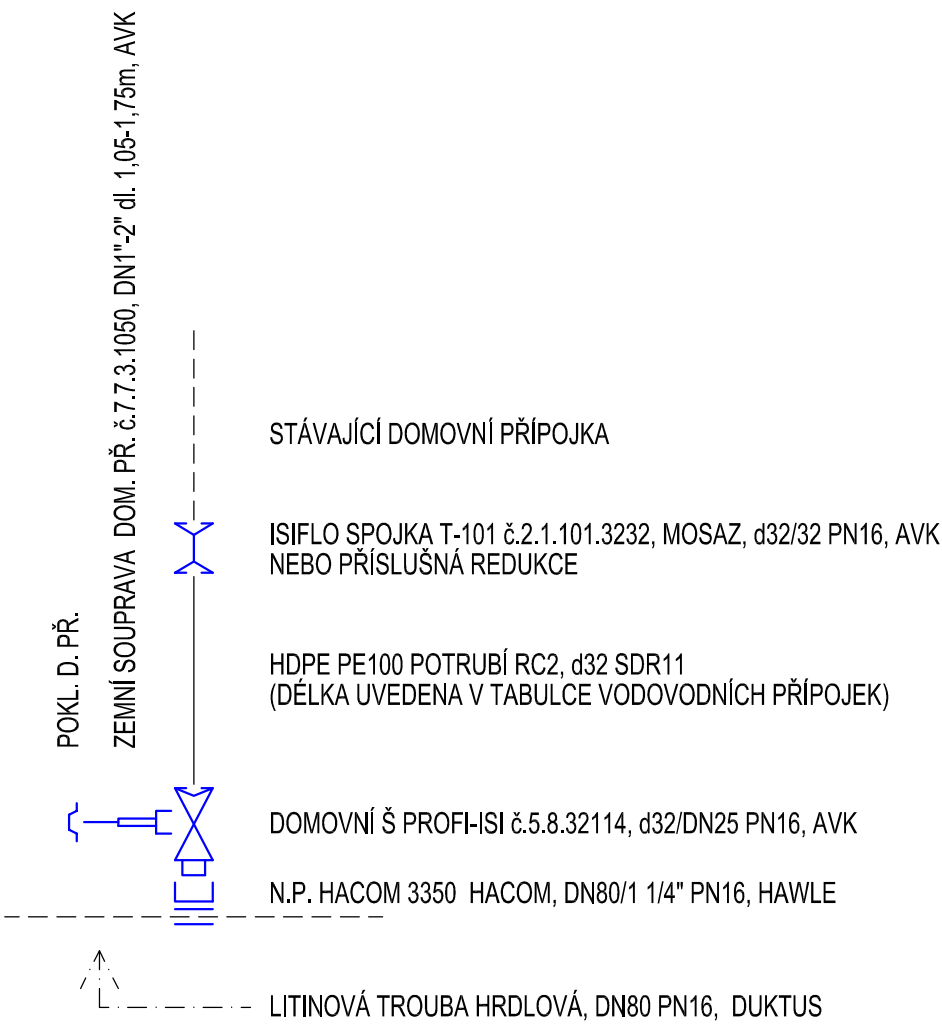 POKL. D. PŘ.
ZEMNÍ SOUPRAVA DOM. PŘ. č.7.7.3.1050, DN1"-2" dl. 1,05-1,75m, AVK
STÁVAJÍCÍ DOMOVNÍ PŘÍPOJKA
ISIFLO SPOJKA T-101 č.2.1.101.3232, MOSAZ, d32/32 PN16, AVK
NEBO PŘÍSLUŠNÁ REDUKCE
HDPE PE100 POTRUBÍ RC2, d32 SDR11
(DÉLKA UVEDENA V TABULCE VODOVODNÍCH PŘÍPOJEK)
DOMOVNÍ Š PROFI-ISI č.5.8.32114, d32/DN25 PN16, AVK
N.P. HACOM 3350 HACOM, DN80/1 1/4" PN16, HAWLE
LITINOVÁ TROUBA HRDLOVÁ, DN80 PN16, DUKTUS